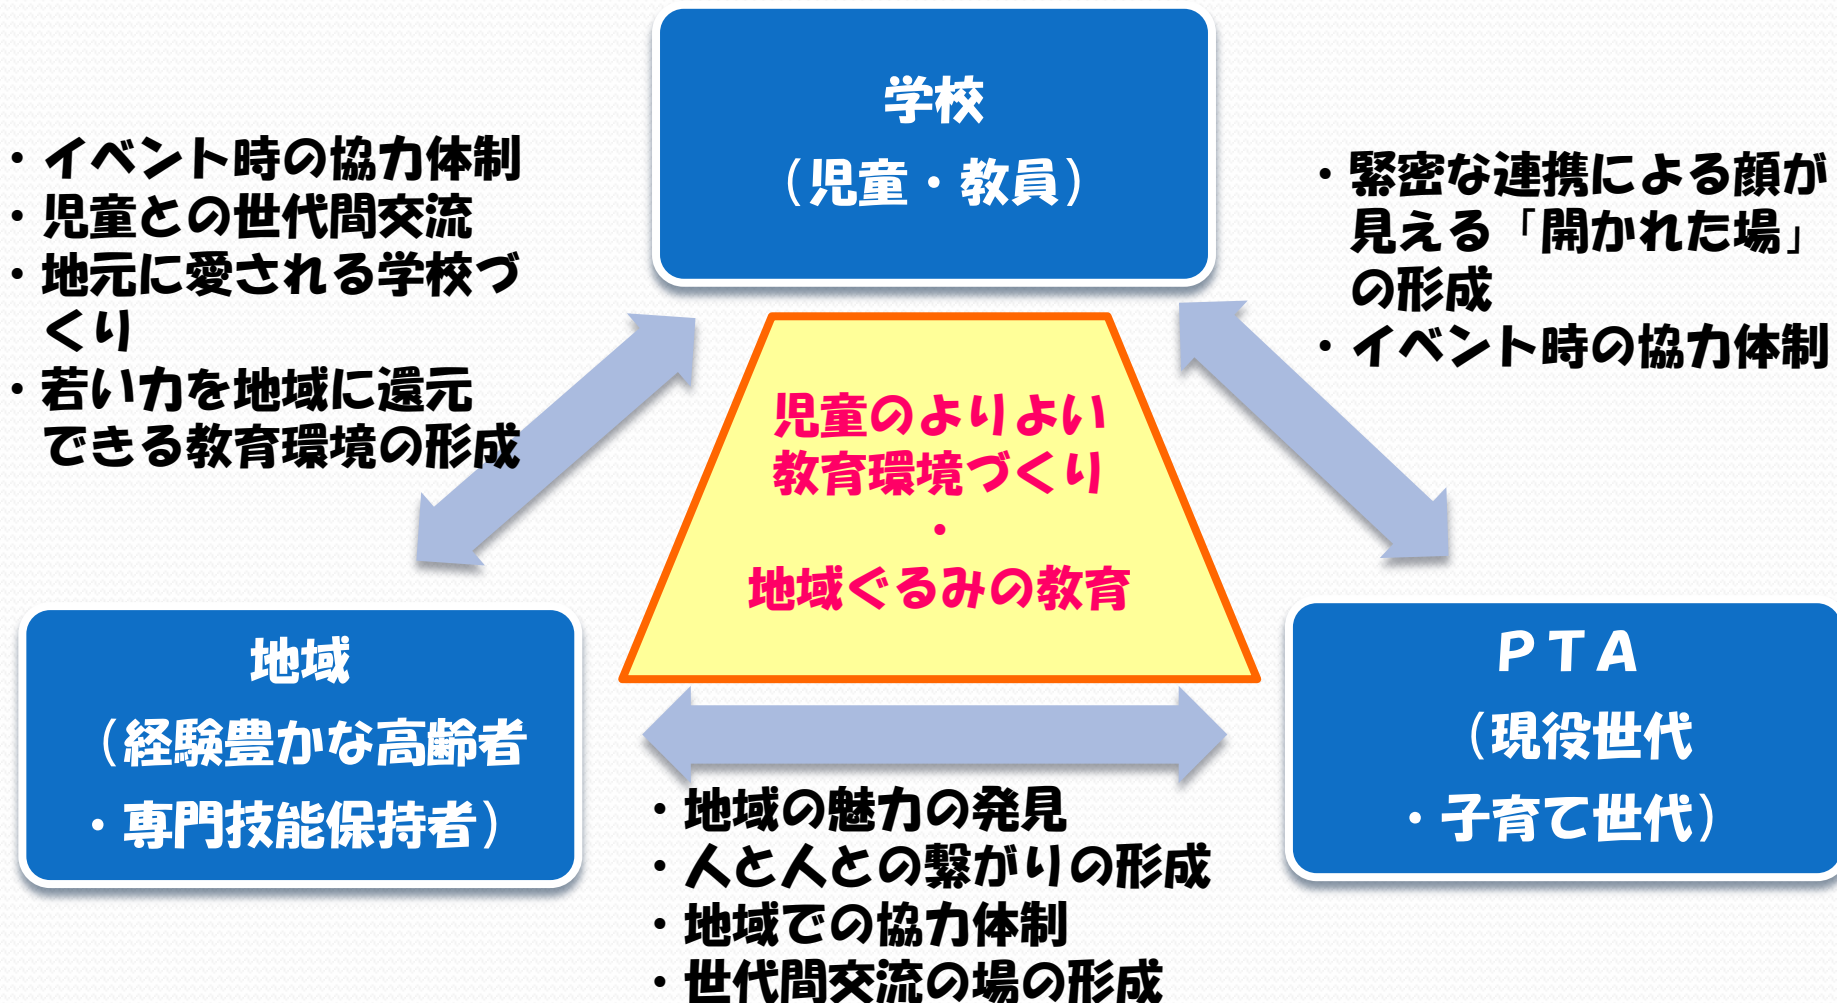 学校
（児童・教員）
・イベント時の協力体制
・児童との世代間交流
・地元に愛される学校づ
くり
・若い力を地域に還元
できる教育環境の形成
・緊密な連携による顔が
見える「開かれた場」
の形成
・イベント時の協力体制
児童のよりよい
教育環境づくり
・
地域ぐるみの教育
地域
（経験豊かな高齢者
・専門技能保持者）
ＰＴＡ
（現役世代
・子育て世代）
・地域の魅力の発見
・人と人との繋がりの形成
・地域での協力体制
・世代間交流の場の形成